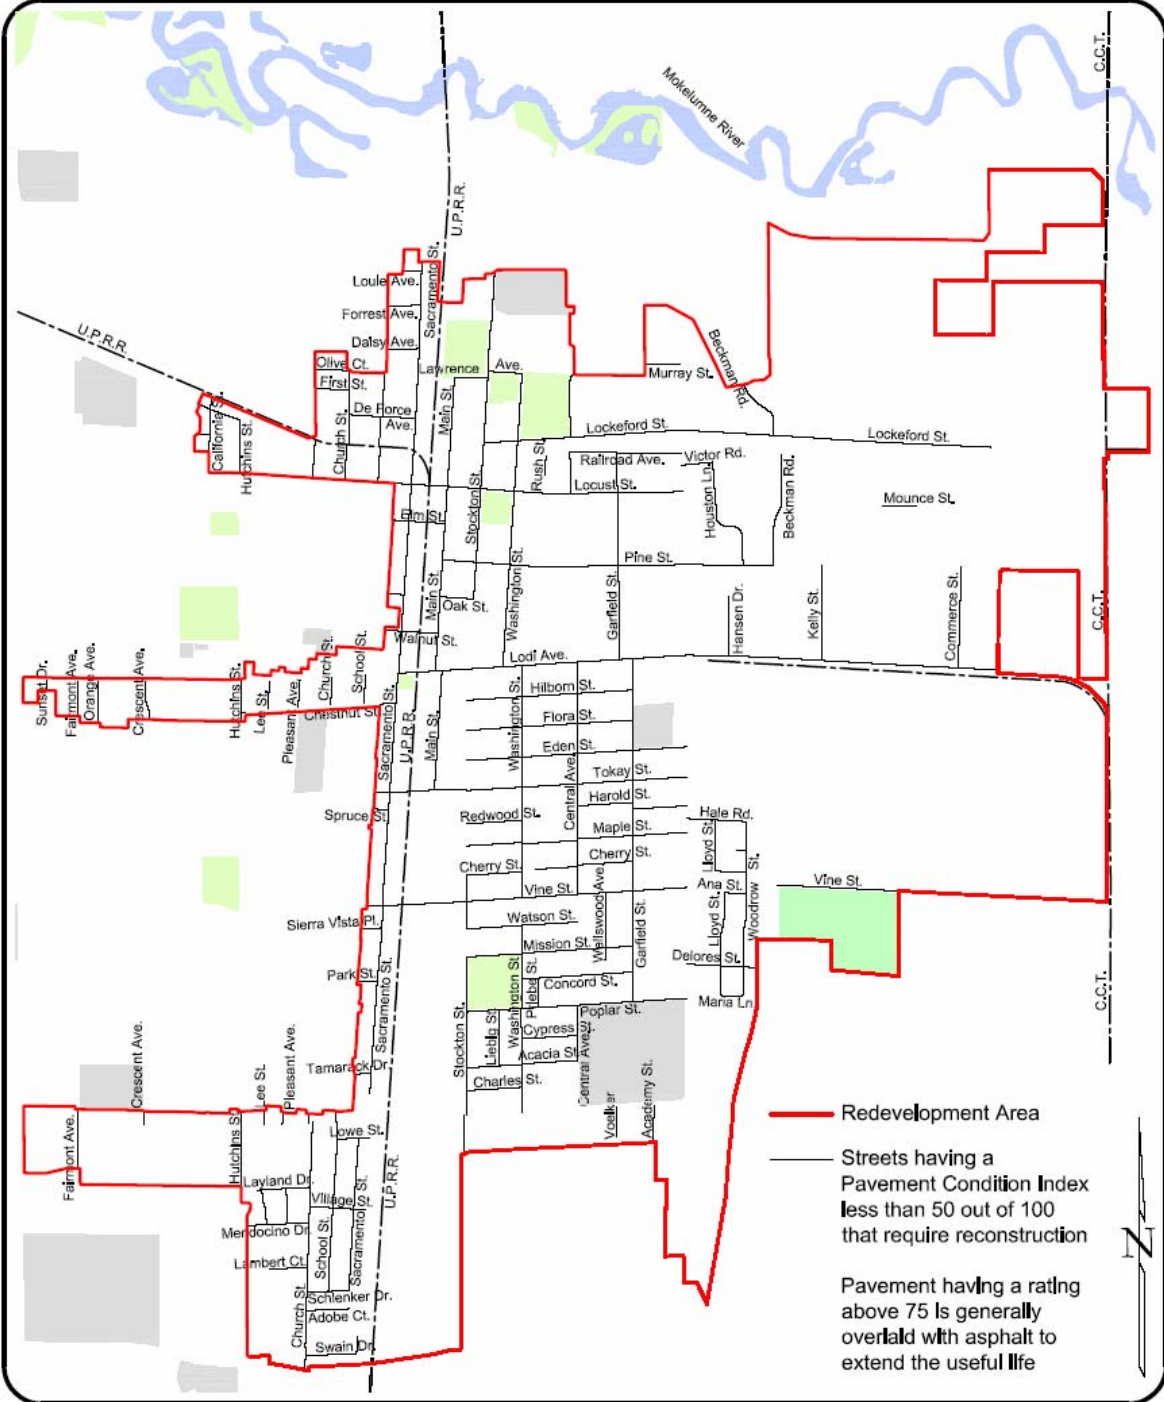 C.C.T.
Mokelumne River
U.P.R.R.
Sacramento St.
Louie Ave.
Forrest Ave.
U.P.R.R.
Daisy Ave.
Olive Ct.
Lawrence Ave.
Beckman Rd.
First St.
Murray St.
De Force
Ave.
Main St.
California St.
Hutchins St.
Church St.
Lockeford St.
Lockeford St.
Rush St.
Railroad Ave.
Victor Rd.
Locust St.
Houston Ln.
Beckman Rd.
Mounce St.
Elm St.
Stockton St.
Pine St.
Main St.
Oak St.
Washington St.
Garfield St.
Hansen Dr.
Kelly St.
Commerce St.
C.C.T.
Walnut St.
Lodi Ave.
Sunset Dr.
Fairmont Ave.
Orange Ave.
Crescent Ave.
Hutchins St.
Lee St.
Pleasant Ave.
Church St.
School St.
Chestnut St.
Sacramento St.
U.P.R.R.
Main St.
Washington St.
Hilborn St.
Flora St.
Eden St.
Central Ave.
Tokay St.
Harold St.
Spruce St.
Redwood St.
Maple St.
Hale Rd.
Lloyd St.
Cherry St.
Cherry St.
Vine St.
Ana St.
Woodrow St.
Vine St.
Sierra Vista Pl.
Watson St.
Wellswood Ave.
Garfield St.
Lloyd St.
Mission St.
Delores St.
Park St.
Sacramento St.
Washington St.
Phebe St.
Concord St.
Maria Ln.
C.C.T.
Stockton St.
Liebig St.
Poplar St.
Cypress St.
Acacia St.
Central Ave.
Crescent Ave.
Lee St.
Pleasant Ave.
Tamarack Dr.
Charles St.
Voelker
Academy St.
Redevelopment Area
Fairmont Ave.
Hutchins St.
Lowe St.
Streets having a
Pavement Condition Index
less than 50 out of 100
that require reconstruction
U.P.R.R.
Layland Dr.
Village St.
Mendocino Dr.
School St.
Sacramento St.
N
Lambert Ct.
Schlenker Dr.
Church St.
Adobe Ct.
Swain Dr.
Pavement having a rating
above 75 is generally
overlaid with asphalt to
extend the useful life